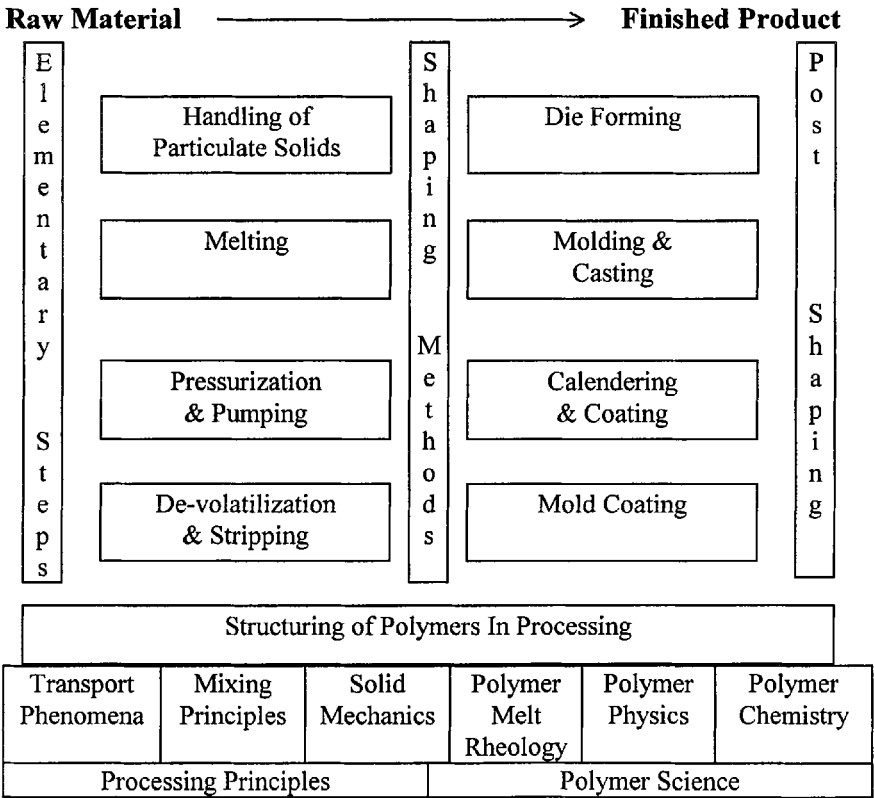 Raw Material
Finished Product
Elementary Steps
Handling of
Particulate Solids
Melting
Pressurization
& Pumping
De-volatilization
& Stripping
Shaping Methods
Die Forming
Molding &
Casting
Calendering
& Coating
Mold Coating
Post Shaping
Structuring of Polymers In Processing
Transport
Phenomena
Mixing
Principles
Solid
Mechanics
Polymer
Melt
Rheology
Polymer
Physics
Polymer
Chemistry
Processing Principles
Polymer Science